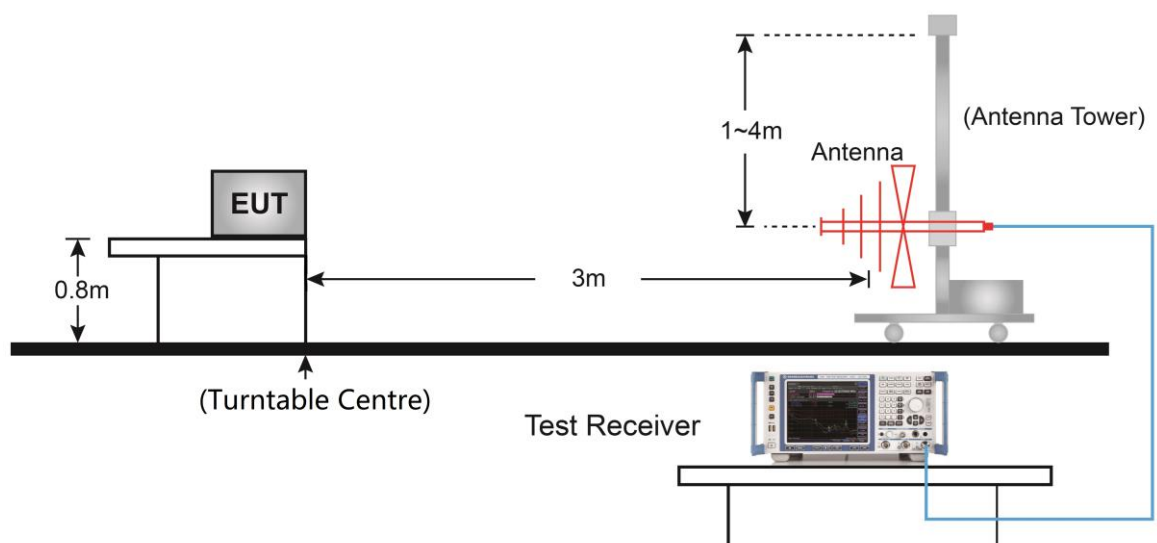 1~4m
(Antenna Tower)
Antenna
EUT
0.8m
3m
(Turntable Centre)
Test Receiver